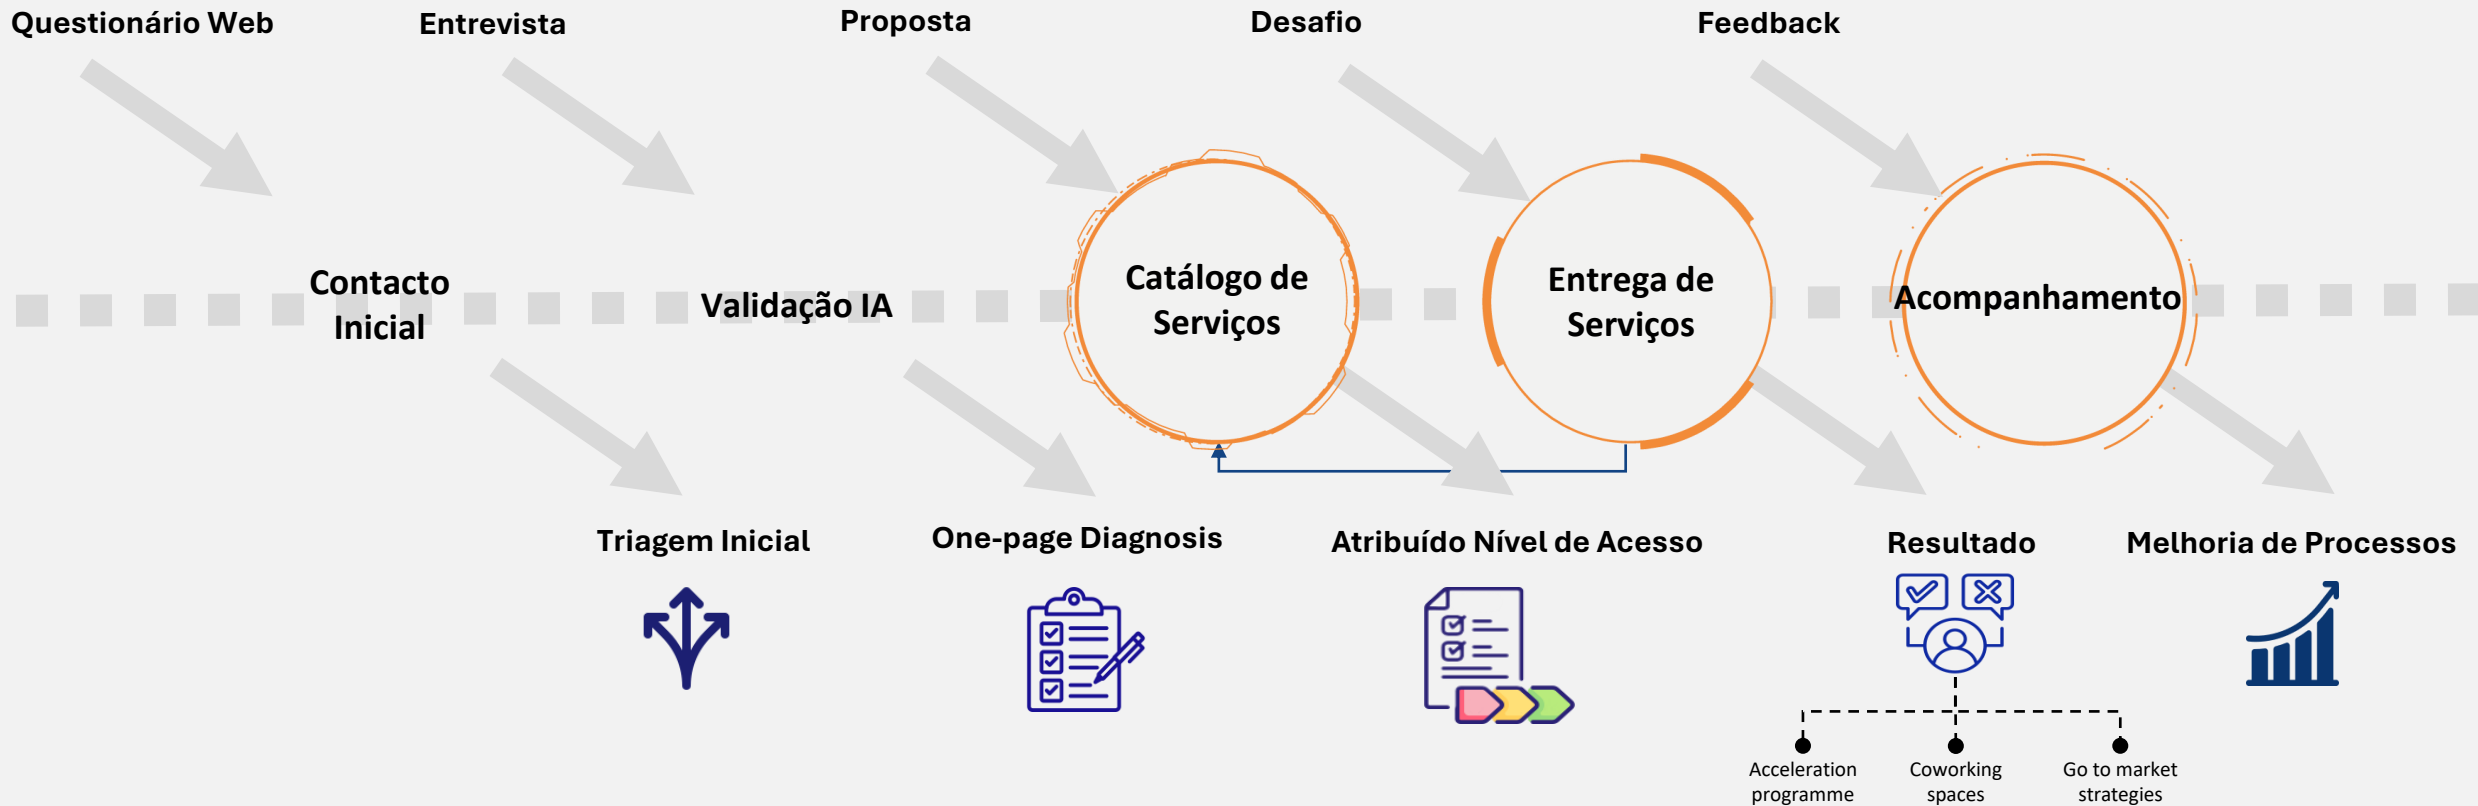 Questionário Web
Entrevista
Proposta
Desafio
Feedback
Contacto
Inicial
Validação IA
Catálogo de
Serviços
Entrega de
Serviços
Acompanhamento
Triagem Inicial
One-page Diagnosis
Atribuído Nível de Acesso
Resultado
Melhoria de Processos
Acceleration
programme
Coworking
spaces
Go to market
strategies